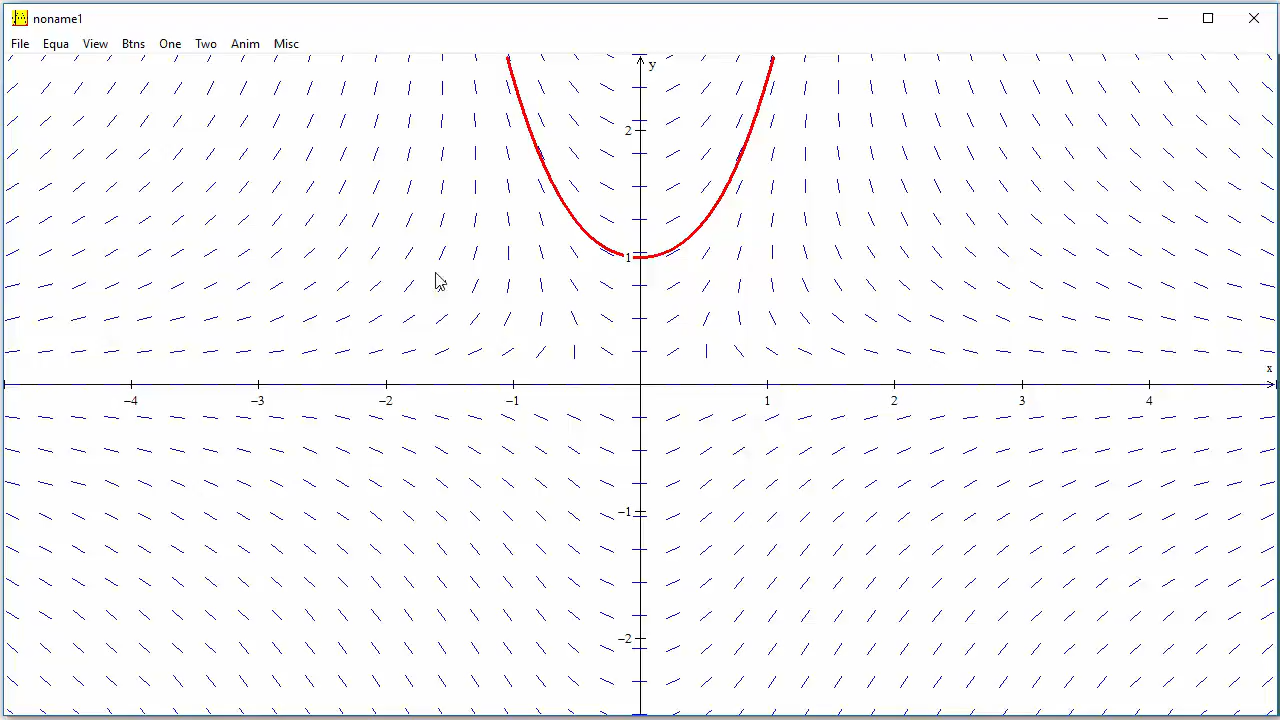 noname1
File Equa View Btns One Two Anim Misc
y
2
1
x
−4 −3 −2 −1 1 2 3 4
−1
−2